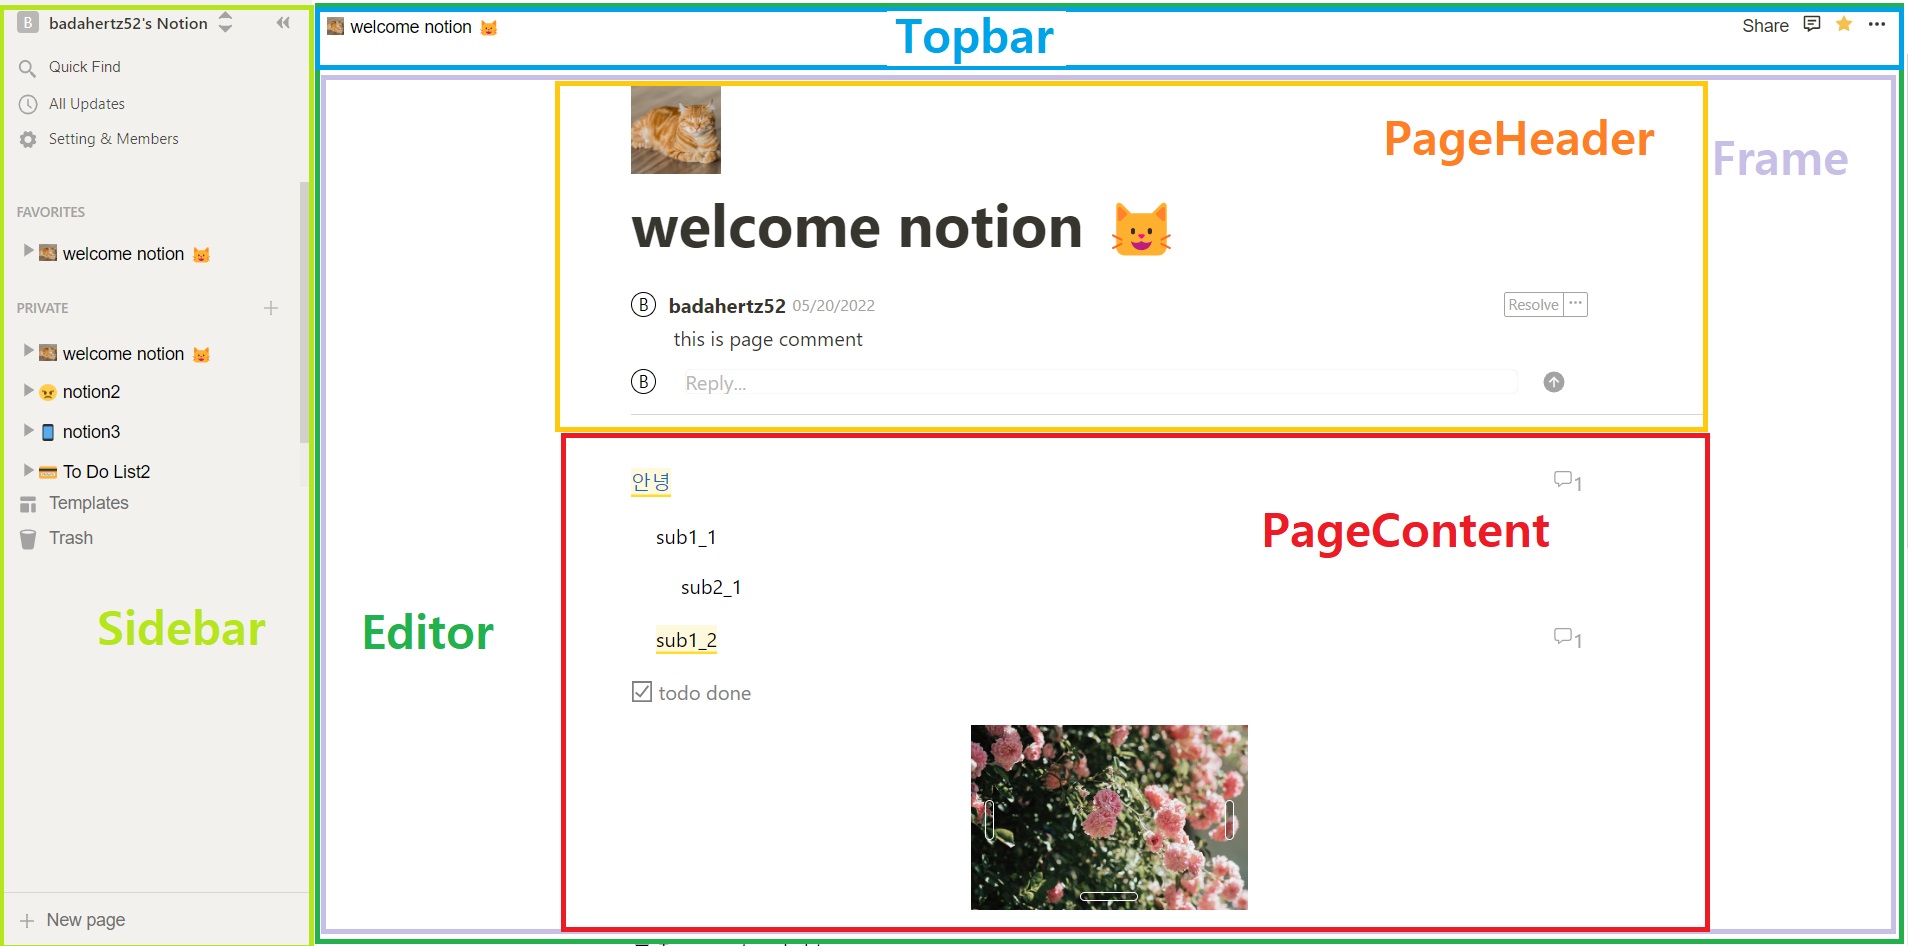 B badahertz52's Notion
Quick Find
All Updates
Setting & Members
FAVORITES
welcome notion 😺
PRIVATE
welcome notion 😺
notion2
notion3
To Do List2
Templates
Trash
Sidebar
New page
welcome notion 😺
Topbar
Share
PageHeader
Frame
welcome notion 😺
B badahertz52 05/20/2022
Resolve
this is page comment
B Reply...
안녕
1
PageContent
sub1_1
sub2_1
Editor
sub1_2
1
todo done